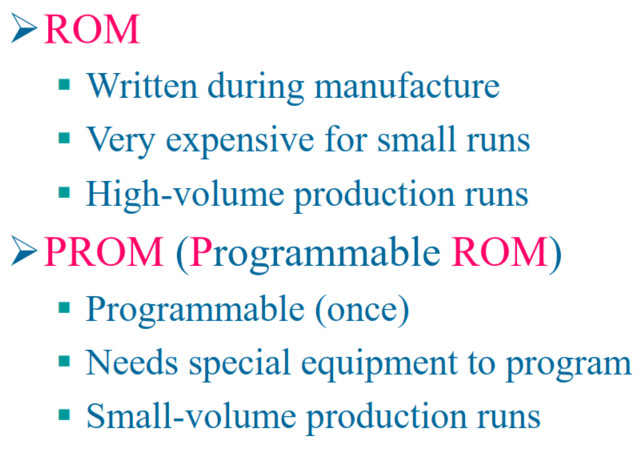 ROM
Written during manufacture
Very expensive for small runs
High-volume production runs
PROM (Programmable ROM)
Programmable (once)
Needs special equipment to program
Small-volume production runs